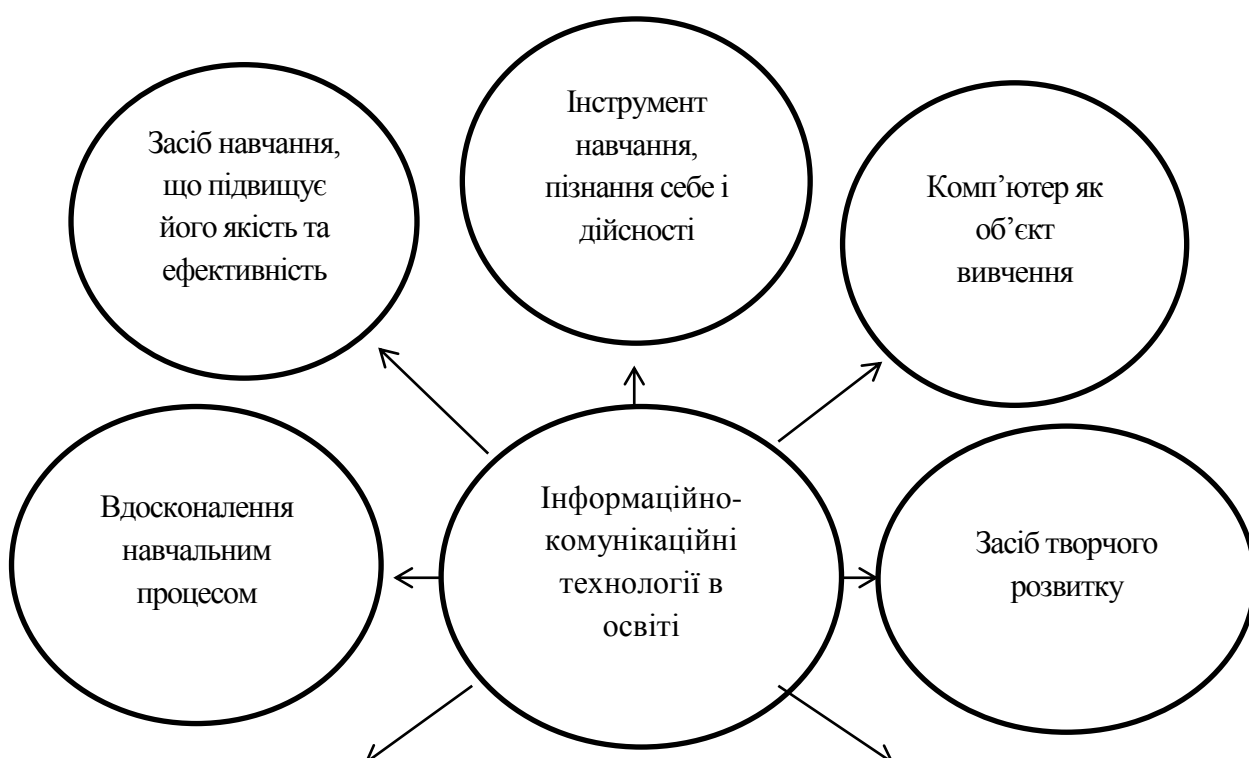 Засіб навчання,
що підвищує
його якість та
ефективність
Інструмент
навчання,
пізнання себе і
дійсності
Комп’ютер як
об’єкт
вивчення
Вдосконалення
навчальним
процесом
Інформаційно-
комунікаційні
технології в
освіті
Засіб творчого
розвитку